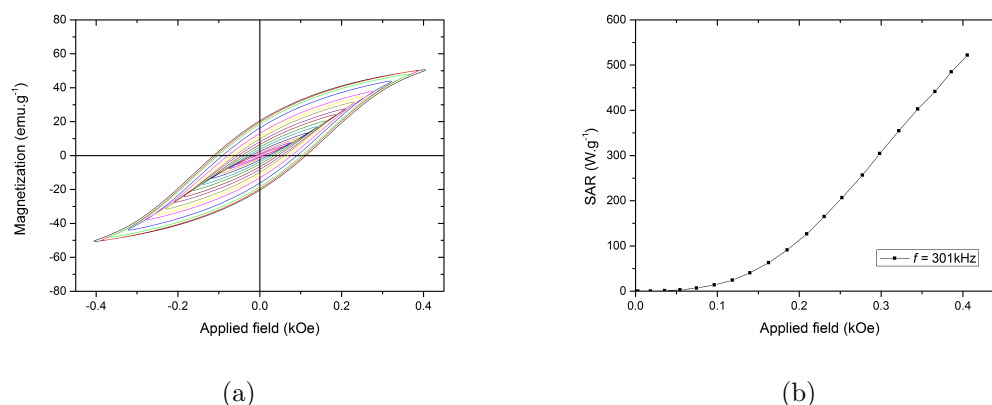 80
60
40
20
0
-20
-40
-60
-80
-0.4 -0.2 0.0 0.2 0.4
Magnetization (emu.g⁻¹)
Applied field (kOe)
(a)
600
500
400
300
200
100
0
0.0 0.1 0.2 0.3 0.4
SAR (W.g⁻¹)
f = 301kHz
Applied field (kOe)
(b)